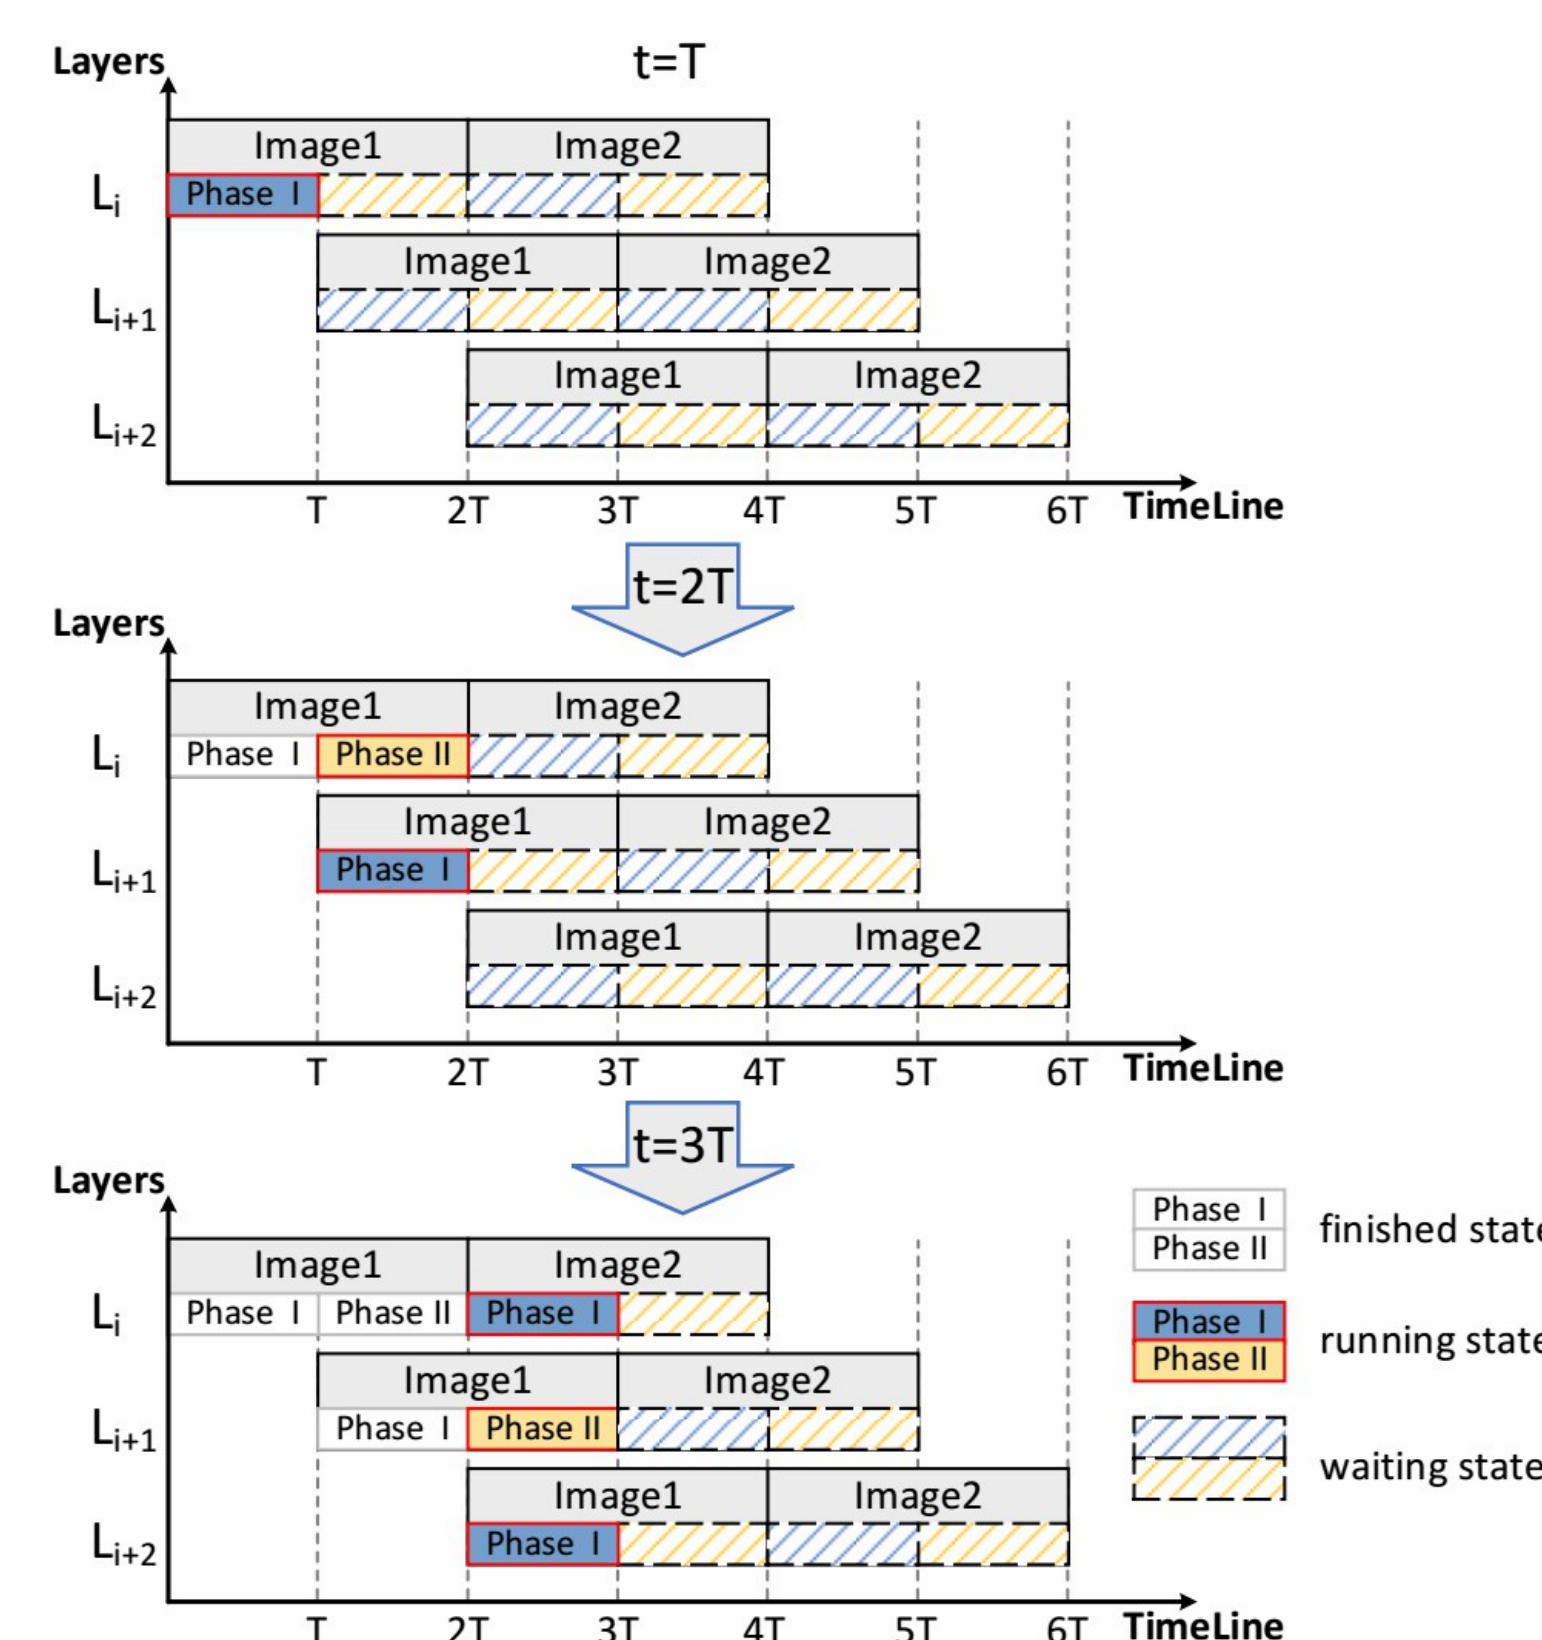 t=T
Layers
Image1 Image2
Li Phase I
Image1 Image2
Li+1
Image1 Image2
Li+2
T 2T 3T 4T 5T 6T TimeLine
t=2T
Layers
Image1 Image2
Li Phase I Phase II
Image1 Image2
Li+1 Phase I
Image1 Image2
Li+2
T 2T 3T 4T 5T 6T TimeLine
t=3T
Layers
Image1 Image2
Li Phase I Phase II Phase I
Image1 Image2
Li+1 Phase I Phase II
Image1 Image2
Li+2 Phase I
T 2T 3T 4T 5T 6T TimeLine
Phase I
Phase II
finished state
Phase I
Phase II
running state
waiting state